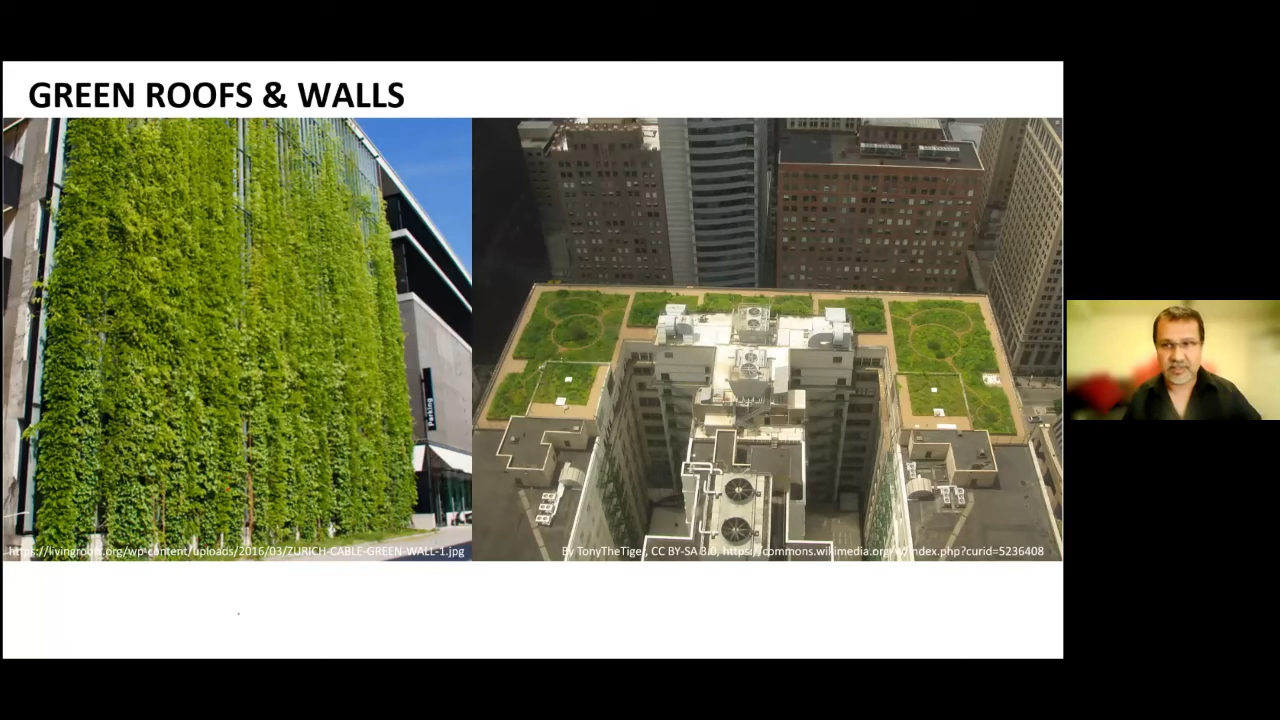 GREEN ROOFS & WALLS
Parking
https://livingroofs.org/wp-content/uploads/2016/03/ZURICH-CABLE-GREEN-WALL-1.jpg
By TonyTheTiger, CC BY-SA 3.0, https://commons.wikimedia.org/w/index.php?curid=5236408